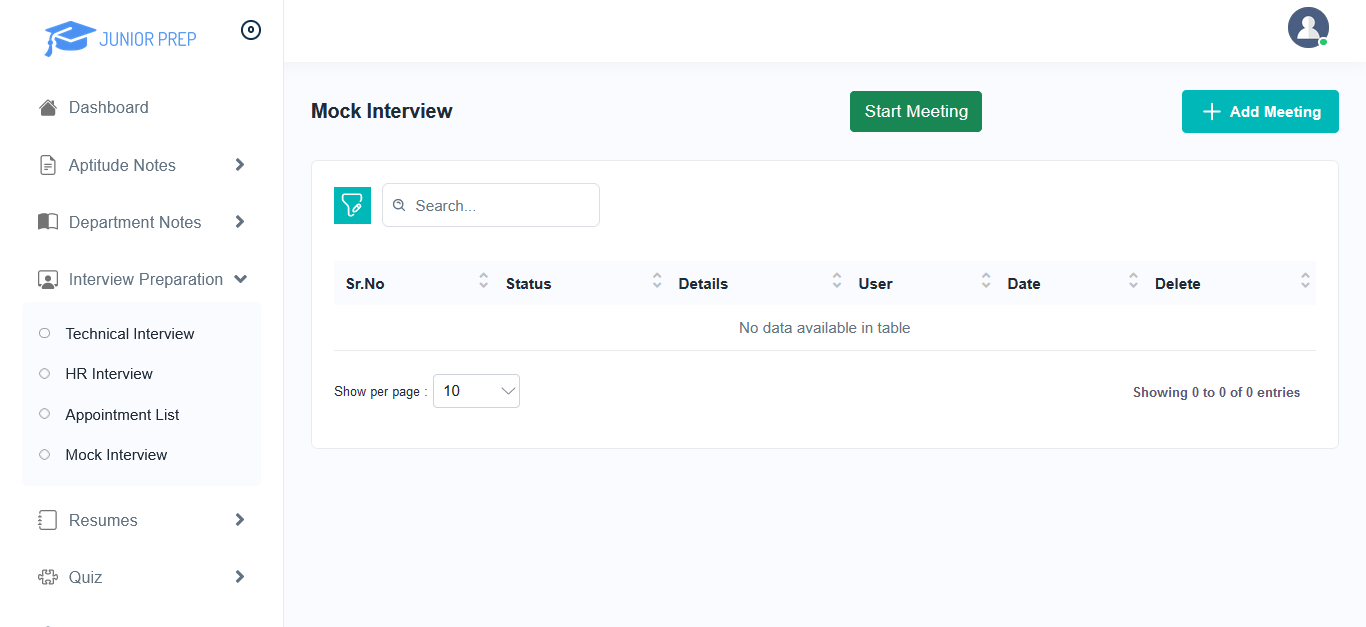 JUNIOR PREP
Dashboard
Aptitude Notes
Department Notes
Interview Preparation
Technical Interview
HR Interview
Appointment List
Mock Interview
Resumes
Quiz
Mock Interview
Start Meeting
Add Meeting
Search...
Sr.No Status Details User Date Delete
No data available in table
Show per page : 10
Showing 0 to 0 of 0 entries